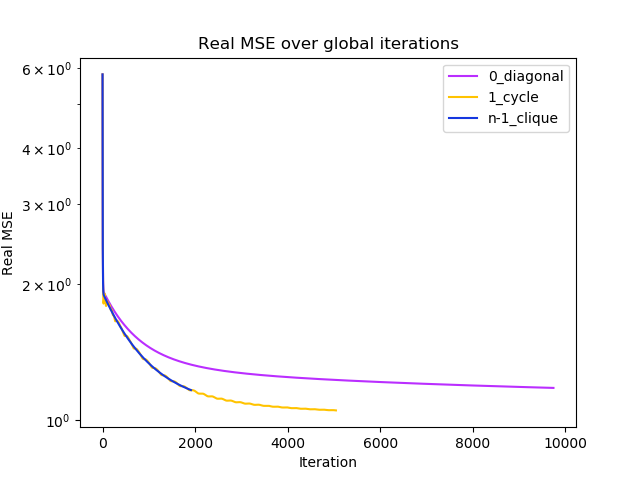 Real MSE over global iterations
6 × 10⁰
4 × 10⁰
3 × 10⁰
2 × 10⁰
10⁰
Real MSE
0_diagonal
1_cycle
n-1_clique
0 2000 4000 6000 8000 10000
Iteration